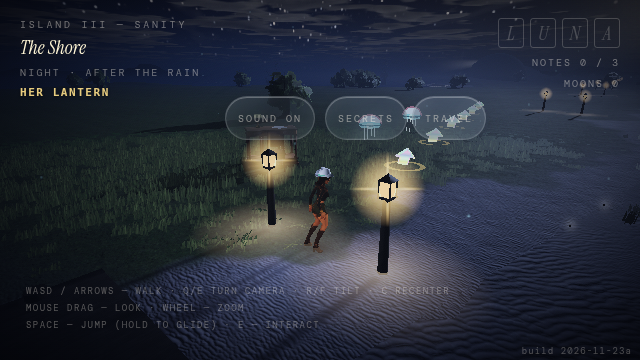 ISLAND III — SANITY
The Shore
NIGHT · AFTER THE RAIN
HER LANTERN
L U N A
NOTES 0 / 3
MOONS 0
SOUND ON
SECRETS
TRAVEL
WASD / ARROWS — WALK · Q/E TURN CAMERA · R/F TILT · C RECENTER
MOUSE DRAG — LOOK · WHEEL — ZOOM
SPACE — JUMP (HOLD TO GLIDE) · E — INTERACT
build 2026-11-23a